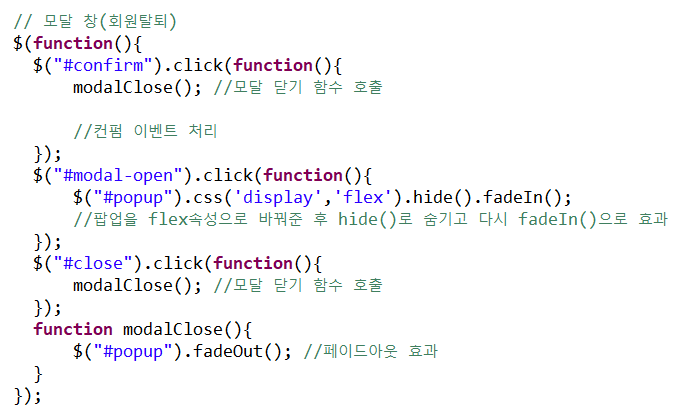 // 모달 창(회원탈퇴)
$(function(){
  $("#confirm").click(function(){
      modalClose(); //모달 닫기 함수 호출

      //컨펌 이벤트 처리
  });
  $("#modal-open").click(function(){
      $("#popup").css('display','flex').hide().fadeIn();
      //팝업을 flex속성으로 바꿔준 후 hide()로 숨기고 다시 fadeIn()으로 효과
  });
  $("#close").click(function(){
      modalClose(); //모달 닫기 함수 호출
  });
  function modalClose(){
      $("#popup").fadeOut(); //페이드아웃 효과
  }
});